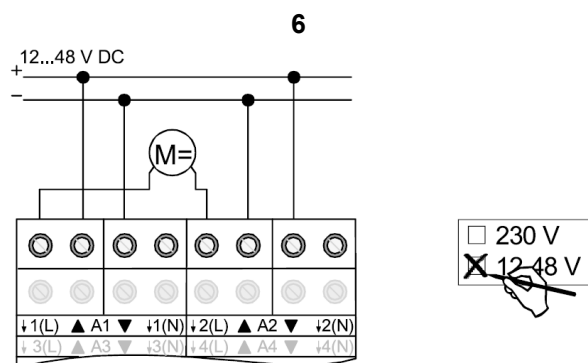 6
12...48 V DC
+
−
M=
↓1(L) ▲ A1 ▼ ↓1(N) ↓2(L) ▲ A2 ▼ ↓2(N)
↓3(L) ▲ A3 ▼ ↓3(N) ↓4(L) ▲ A4 ▼ ↓4(N)
☐ 230 V
☒ 12-48 V